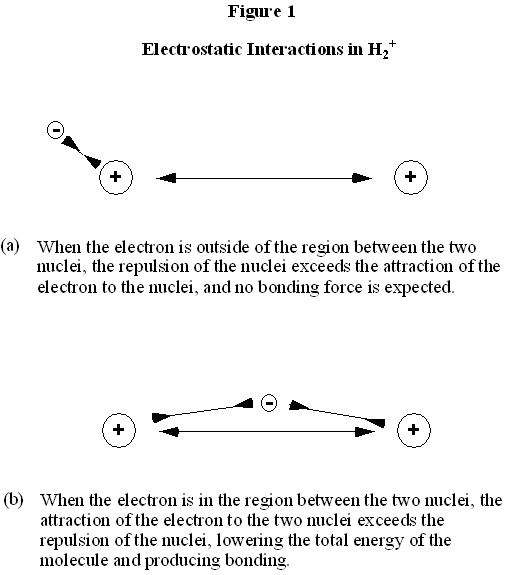 Figure 1
Electrostatic Interactions in H₂⁺
-
+
+
(a) When the electron is outside of the region between the two
nuclei, the repulsion of the nuclei exceeds the attraction of the
electron to the nuclei, and no bonding force is expected.
-
+
+
(b) When the electron is in the region between the two nuclei, the
attraction of the electron to the two nuclei exceeds the
repulsion of the nuclei, lowering the total energy of the
molecule and producing bonding.